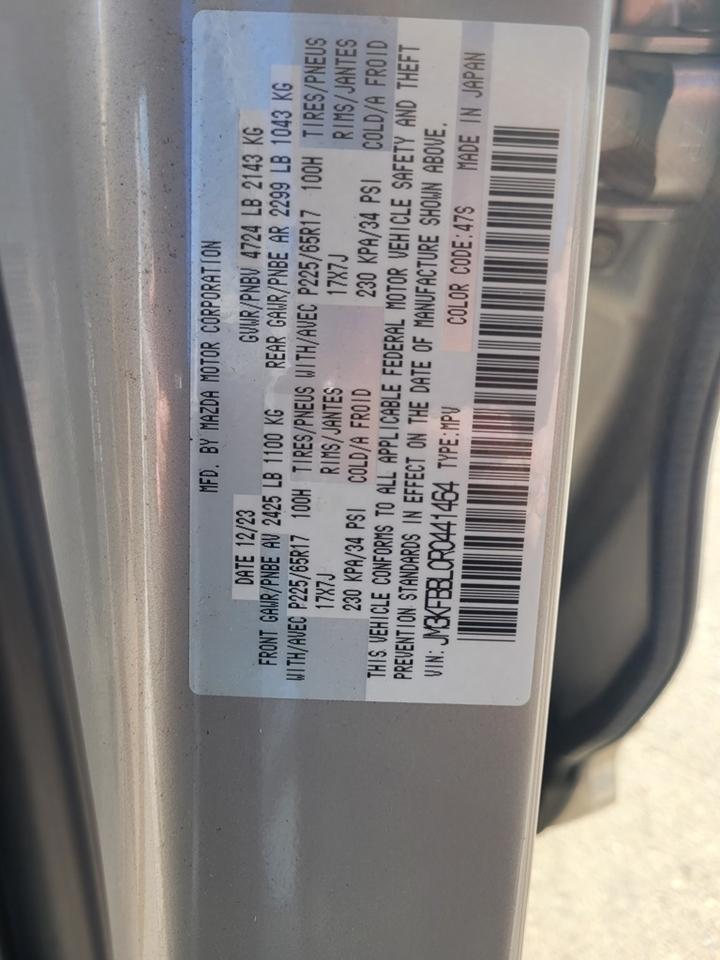 MFD. BY MAZDA MOTOR CORPORATION
DATE 12/23 GVWR/PNBV 4724 LB 2143 KG
FRONT GAWR/PNBE AV 2425 LB 1100 KG REAR GAWR/PNBE AR 2299 LB 1043 KG
WITH/AVEC P225/65R17 100H TIRES/PNEUS WITH/AVEC P225/65R17 100H TIRES/PNEUS
17X7J RIMS/JANTES 17X7J RIMS/JANTES
230 KPA/34 PSI COLD/A FROID 230 KPA/34 PSI COLD/A FROID
THIS VEHICLE CONFORMS TO ALL APPLICABLE FEDERAL MOTOR VEHICLE SAFETY AND THEFT
PREVENTION STANDARDS IN EFFECT ON THE DATE OF MANUFACTURE SHOWN ABOVE.
VIN: JM3KFBBL0R0441464 TYPE:MPV COLOR CODE:47S MADE IN JAPAN